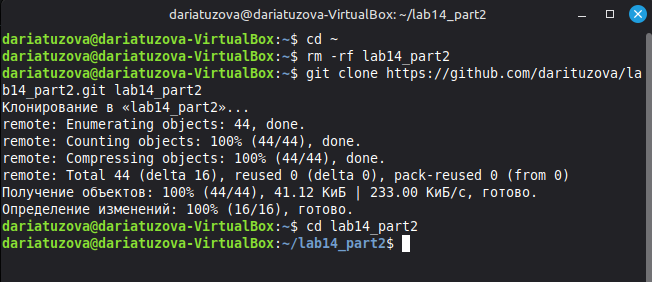 dariatuzova@dariatuzova-VirtualBox: ~/lab14_part2
dariatuzova@dariatuzova-VirtualBox:~$ cd ~
dariatuzova@dariatuzova-VirtualBox:~$ rm -rf lab14_part2
dariatuzova@dariatuzova-VirtualBox:~$ git clone https://github.com/darituzova/la
b14_part2.git lab14_part2
Клонирование в «lab14_part2»...
remote: Enumerating objects: 44, done.
remote: Counting objects: 100% (44/44), done.
remote: Compressing objects: 100% (44/44), done.
remote: Total 44 (delta 16), reused 0 (delta 0), pack-reused 0 (from 0)
Получение объектов: 100% (44/44), 41.12 КиБ | 233.00 КиБ/с, готово.
Определение изменений: 100% (16/16), готово.
dariatuzova@dariatuzova-VirtualBox:~$ cd lab14_part2
dariatuzova@dariatuzova-VirtualBox:~/lab14_part2$